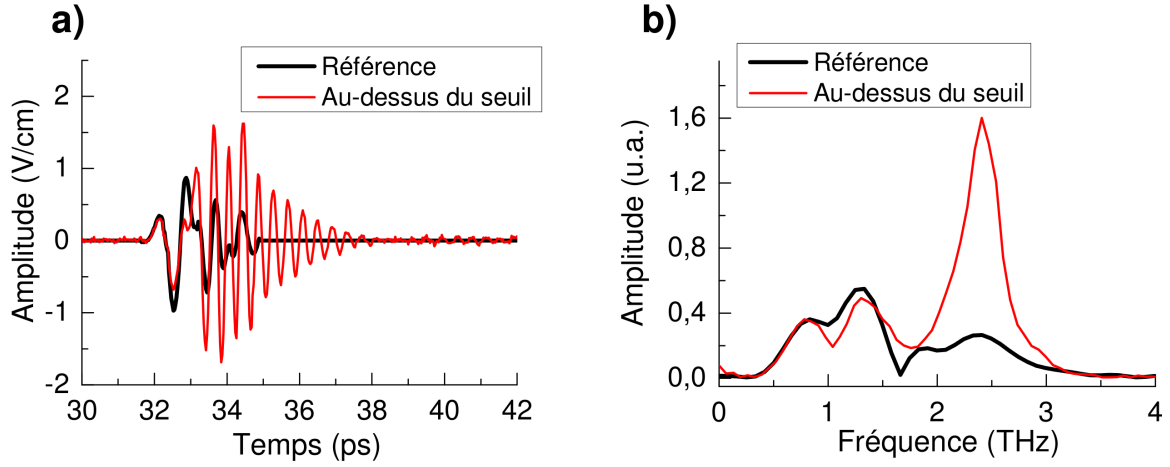 a)
Référence
Au-dessus du seuil
Amplitude (V/cm)
2
1
0
-1
-2
30 32 34 36 38 40 42
Temps (ps)
b)
Référence
Au-dessus du seuil
Amplitude (u.a.)
1,6
1,2
0,8
0,4
0,0
0 1 2 3 4
Fréquence (THz)